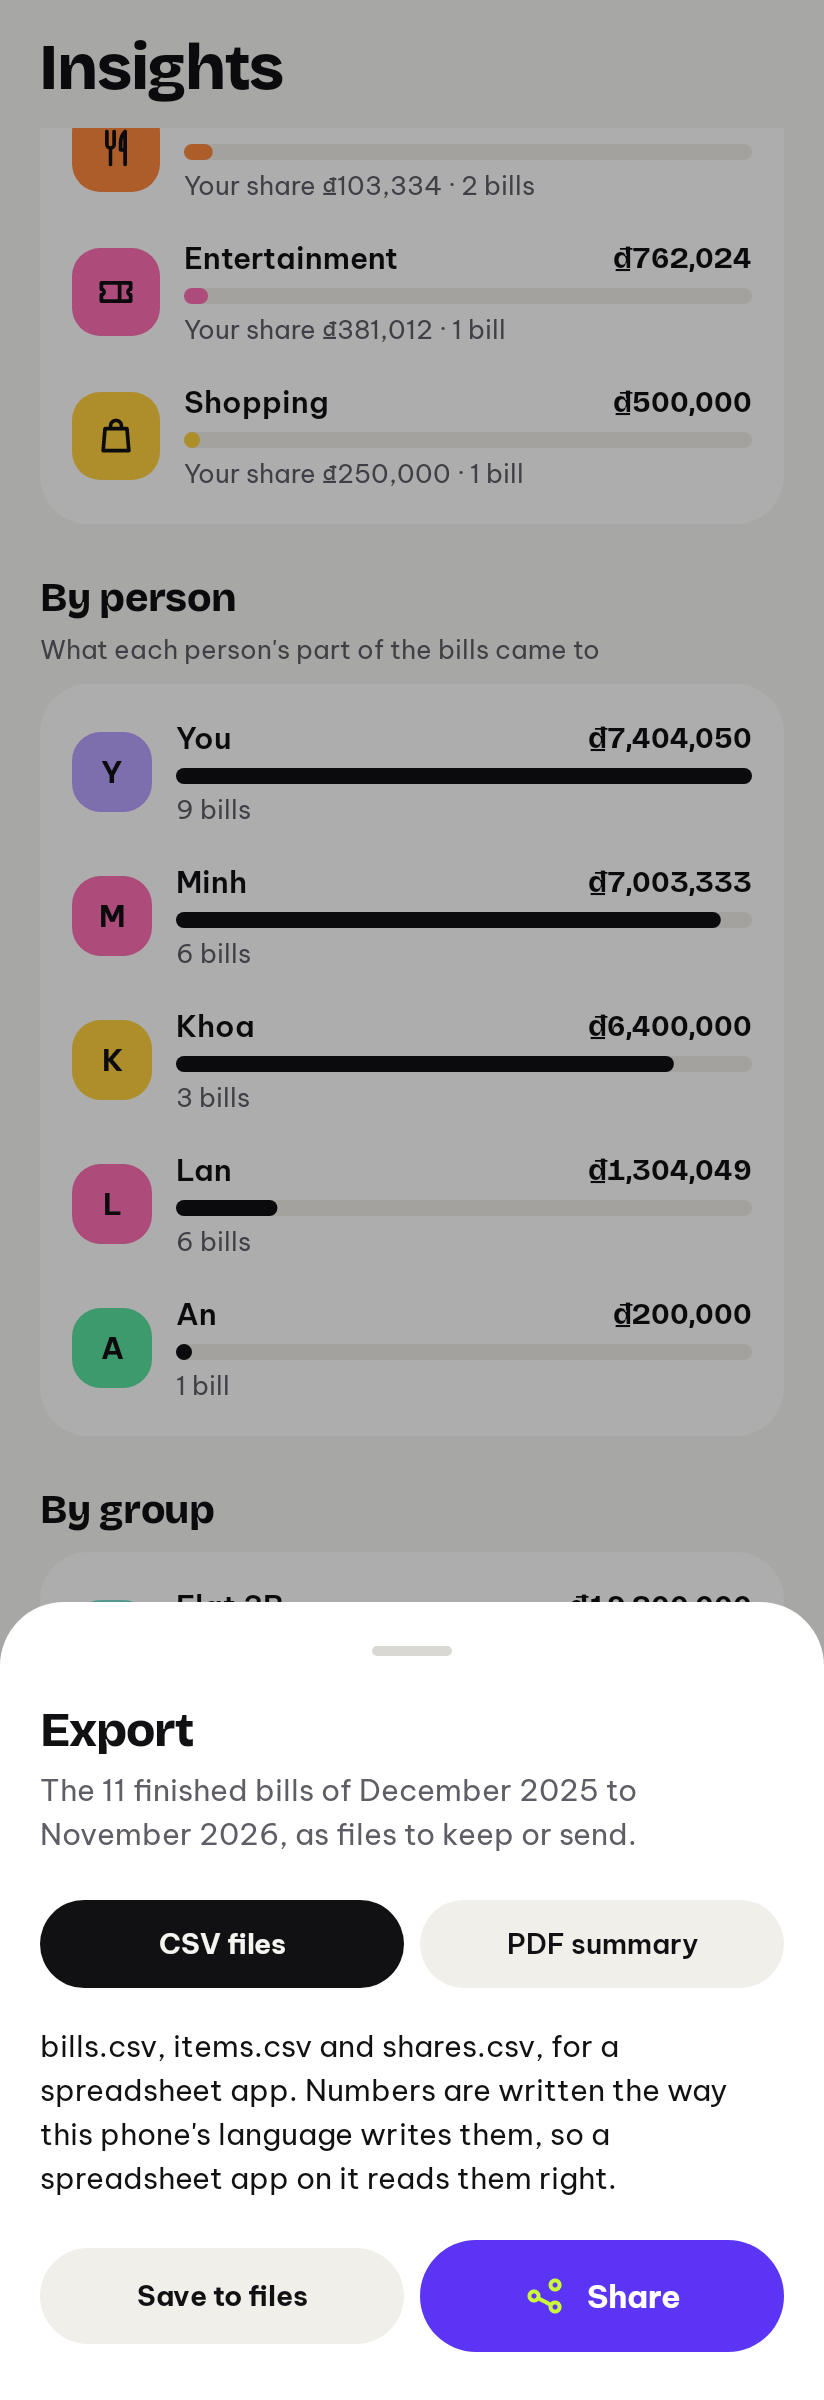 Insights
Your share ₫103,334 · 2 bills
Entertainment ₫762,024
Your share ₫381,012 · 1 bill
Shopping ₫500,000
Your share ₫250,000 · 1 bill
By person
What each person's part of the bills came to
Y You ₫7,404,050
9 bills
M Minh ₫7,003,333
6 bills
K Khoa ₫6,400,000
3 bills
L Lan ₫1,304,049
6 bills
A An ₫200,000
1 bill
By group
Export
The 11 finished bills of December 2025 to
November 2026, as files to keep or send.
CSV files PDF summary
bills.csv, items.csv and shares.csv, for a
spreadsheet app. Numbers are written the way
this phone's language writes them, so a
spreadsheet app on it reads them right.
Save to files Share